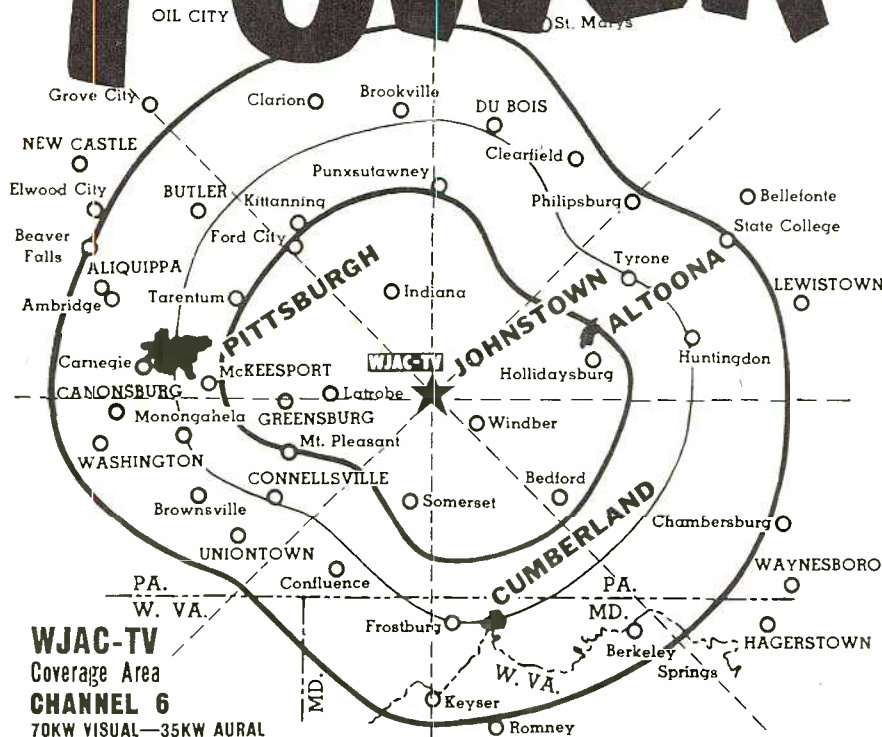 POWER
OIL CITY
St. Marys
Grove City
Clarion
Brookville
DU BOIS
NEW CASTLE
Clearfield
Punxsutawney
Elwood City
BUTLER
Kittanning
Philipsburg
Bellefonte
Ford City
State College
Beaver
Falls
ALIQUIPPA
PITTSBURGH
Tyrone
Ambridge
Tarentum
Indiana
JOHNSTOWN
ALTOONA
LEWISTOWN
WJAC-TV
Carnegie
McKEESPORT
Hollidaysburg
Huntingdon
CANONSBURG
Latrobe
Monongahela
GREENSBURG
Windber
Mt. Pleasant
WASHINGTON
CONNELLSVILLE
Bedford
Brownsville
Somerset
CUMBERLAND
Chambersburg
UNIONTOWN
Confluence
WAYNESBORO
PA.
PA.
W. VA.
MD.
Frostburg
HAGERSTOWN
Berkeley
Springs
W. VA.
MD.
Keyser
Romney
WJAC-TV
Coverage Area
CHANNEL 6
70KW VISUAL—35KW AURAL